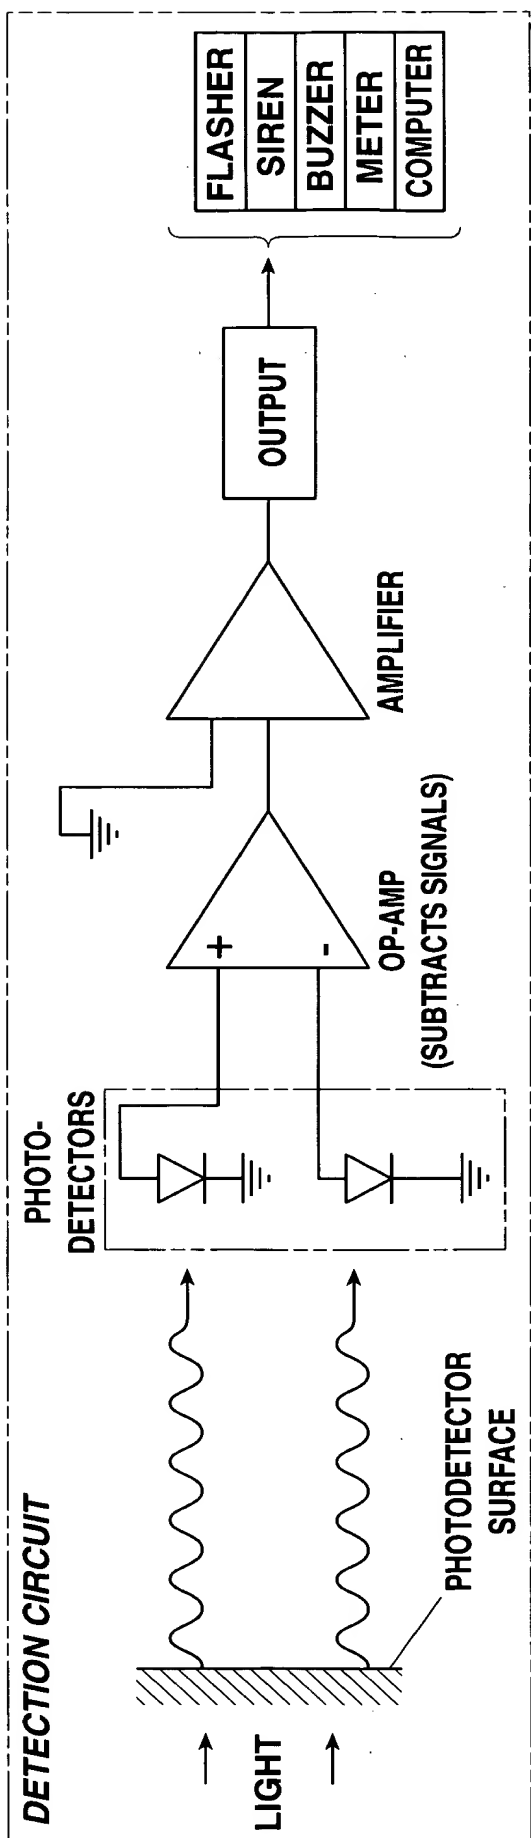 DETECTION CIRCUIT
LIGHT
PHOTODETECTOR
SURFACE
PHOTO-
DETECTORS
+
-
OP-AMP
(SUBTRACTS SIGNALS)
AMPLIFIER
OUTPUT
FLASHER
SIREN
BUZZER
METER
COMPUTER